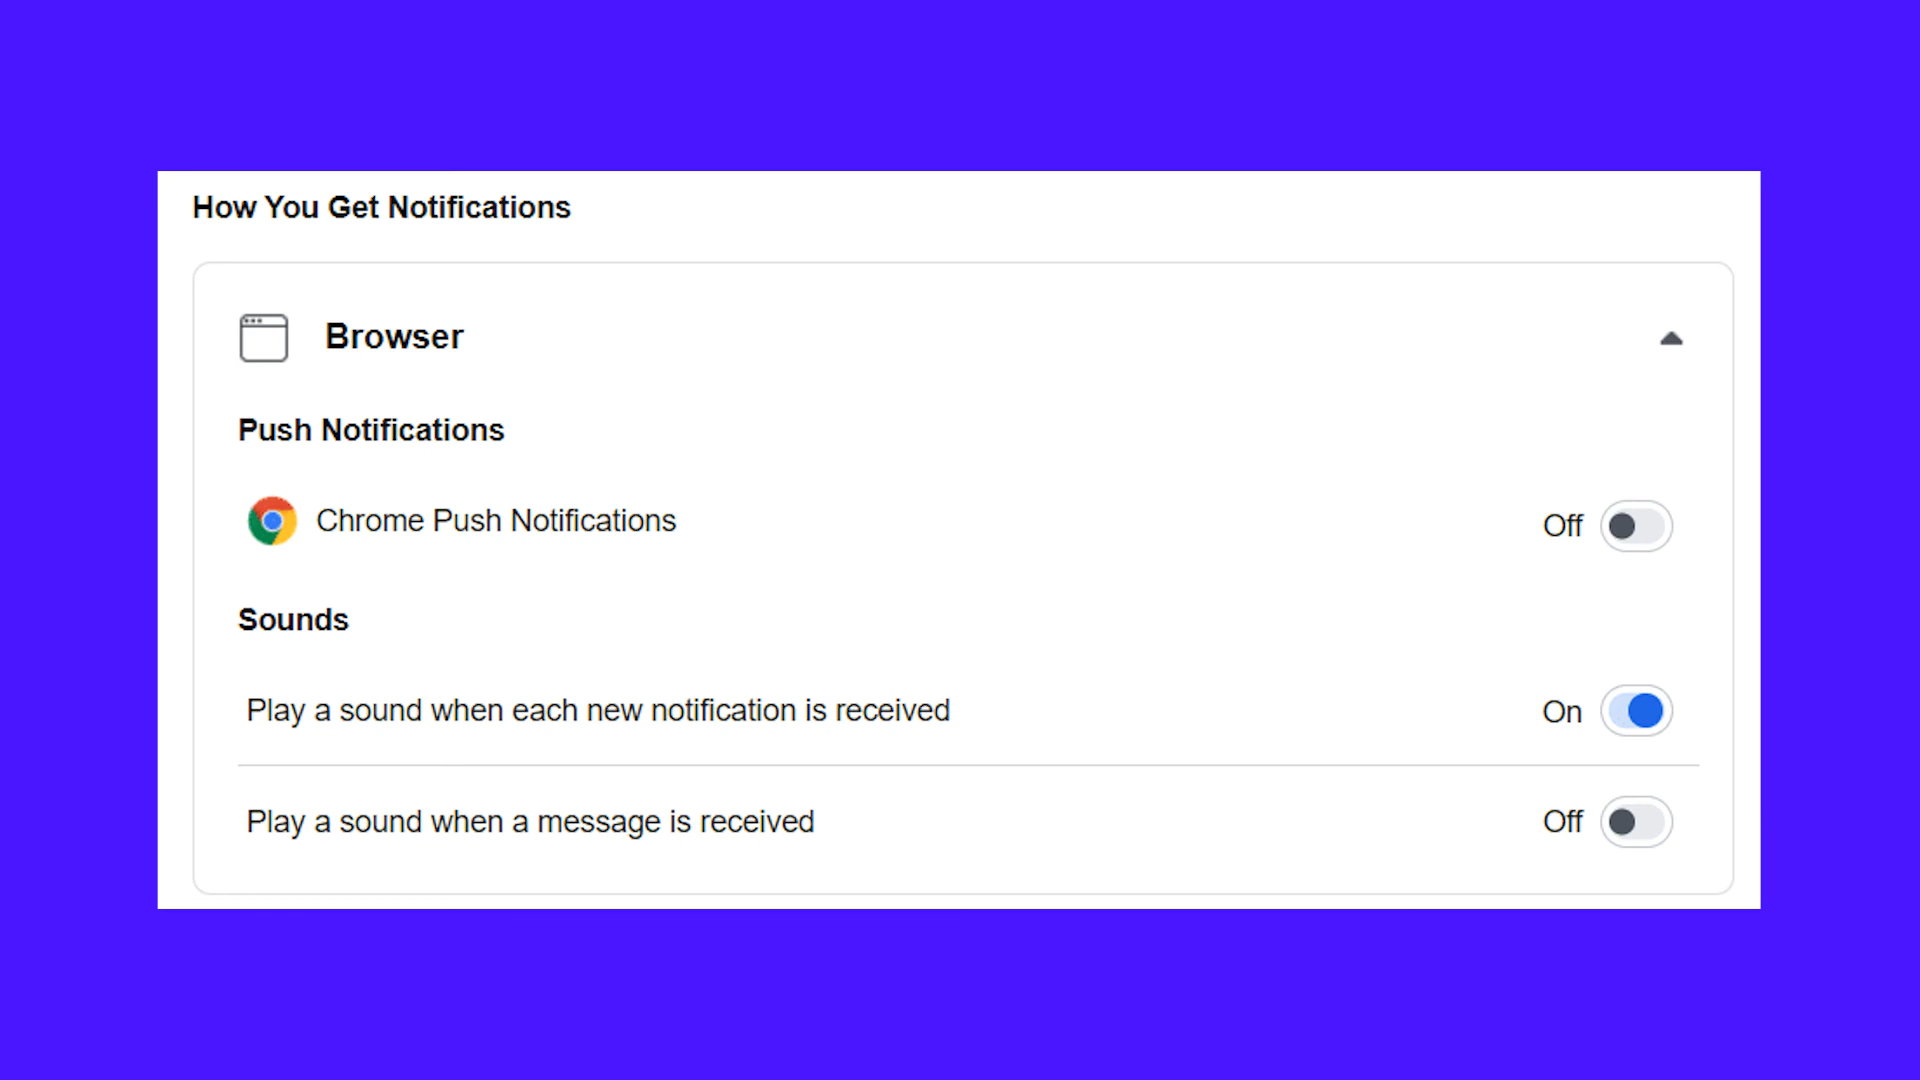 How You Get Notifications
Browser
Push Notifications
Chrome Push Notifications Off
Sounds
Play a sound when each new notification is received On
Play a sound when a message is received Off